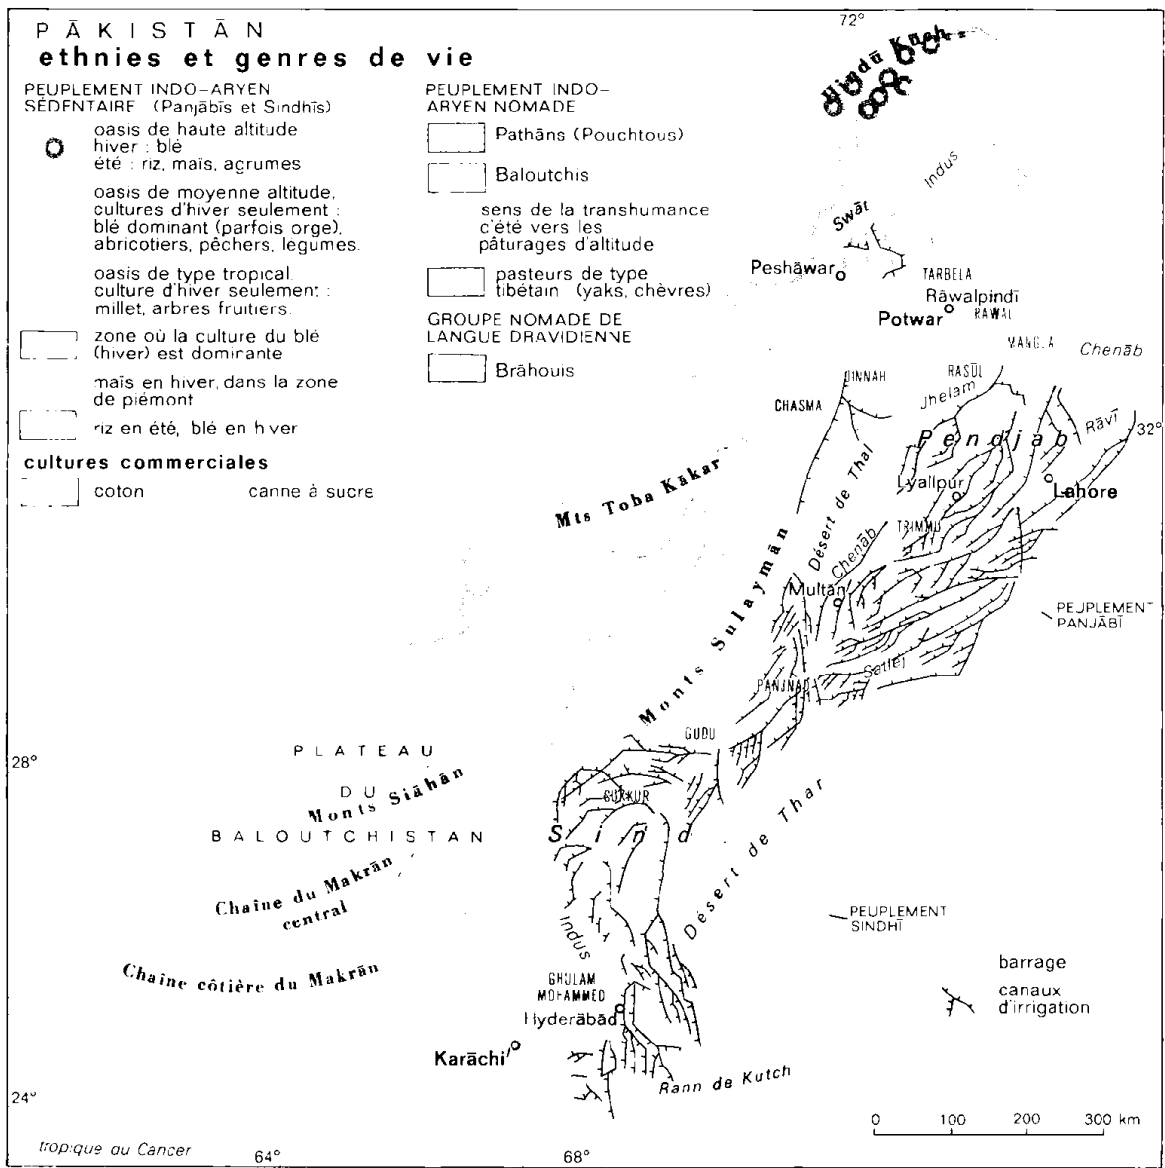 PĀKISTĀN
ethnies et genres de vie
PEUPLEMENT INDO-ARYEN
SÉDENTAIRE (Panjābīs et Sindhīs)
oasis de haute altitude
hiver : blé
été : riz, maïs, agrumes
oasis de moyenne altitude,
cultures d'hiver seulement :
blé dominant (parfois orge),
abricotiers, pêchers, légumes.
oasis de type tropical
culture d'hiver seulement :
millet, arbres fruitiers.
zone où la culture du blé
(hiver) est dominante
maïs en hiver, dans la zone
de piémont
riz en été, blé en hiver
cultures commerciales
coton
canne à sucre
PEUPLEMENT INDO-
ARYEN NOMADE
Pathāns (Pouchtous)
Baloutchis
sens de la transhumance
c'été vers les
pâturages d'altitude
pasteurs de type
tibétain (yaks, chèvres)
GROUPE NOMADE DE
LANGUE DRAVIDIENNE
Brāhouis
72°
Hindū Kūch
Indus
Swāt
Peshāwar
TARBELA
Rāwalpindī
Potwar
RAWAL
MANGLA
Chenāb
JINNAH
RASŪL
Jhelam
CHASMA
Rāvī
32°
Pendjab
Mts Toba Kākar
Désert de Thal
Lyallpur
Lahore
TRIMMU
Chenāb
Multān
Monts Sulaymān
PEUPLEMENT
PANJĀBĪ
Satlej
PANJNAD
GUDU
28°
PLATEAU
DU
BALOUTCHISTAN
Monts Siāhān
SUKKUR
Sind
Désert de Thar
Chaîne du Makrān
central
PEUPLEMENT
SINDHĪ
Indus
Chaîne côtière du Makrān
GHULAM
MOHAMMED
Hyderābād
barrage
canaux
d'irrigation
Karāchi
Rann de Kutch
24°
0 100 200 300 km
tropique du Cancer
64°
68°